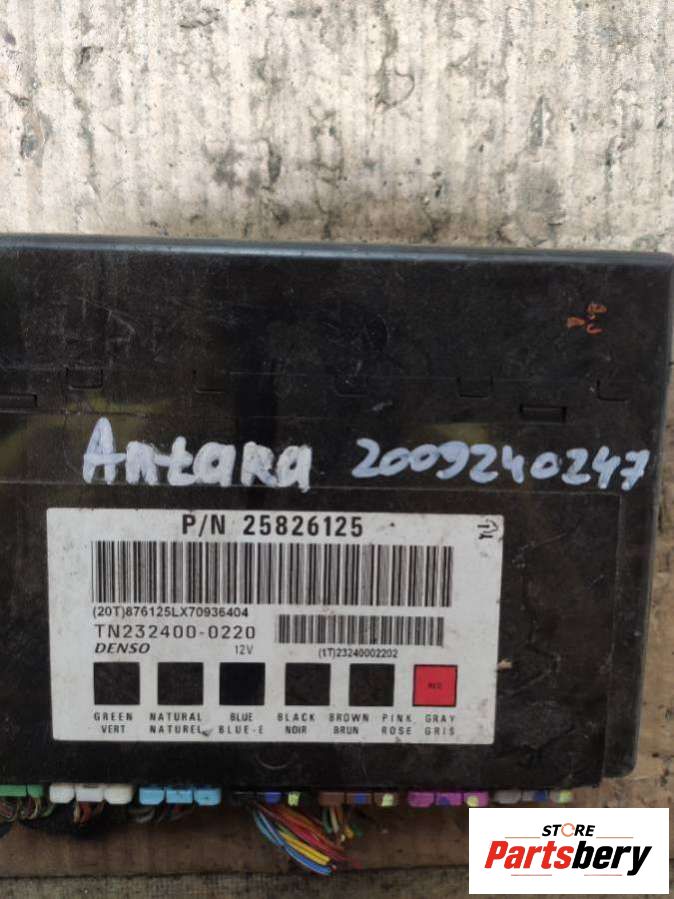 Antara 2009240247
P/N 25826125
(20T)876125LX70936404
TN232400-0220
DENSO 12V (1T)23240002202
RED
GREEN NATURAL BLUE BLACK BROWN PINK GRAY
VERT NATUREL BLUE-E NOIR BRUN ROSE GRIS
STORE
Partsbery